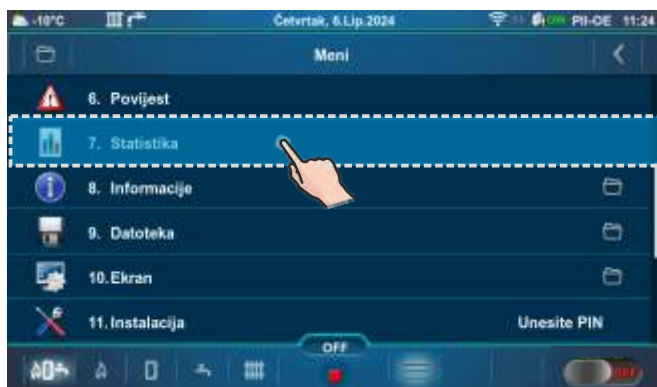 -10°C Četvrtak, 6.Lip.2024 PII-OE 11:24
Meni
6. Povijest
7. Statistika
8. Informacije
9. Datoteka
10. Ekran
11. Instalacija Unesite PIN
OFF
OFF